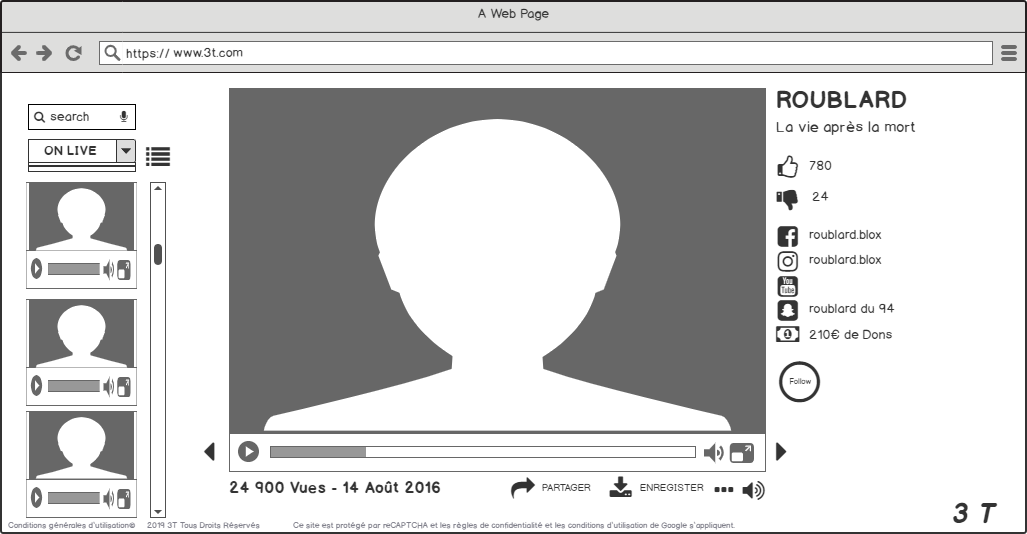 A Web Page
https:// www.3t.com
search
ON LIVE
ROUBLARD
La vie après la mort
780
24
roublard.blox
roublard.blox
You
Tube
roublard du 94
1
210€ de Dons
Follow
24 900 Vues - 14 Août 2016
PARTAGER
ENREGISTER
3 T
Conditions générales d'utilisation© 2019 3T Tous Droits Réservés Ce site est protégé par reCAPTCHA et les règles de confidentialité et les conditions d'utilisation de Google s'appliquent.